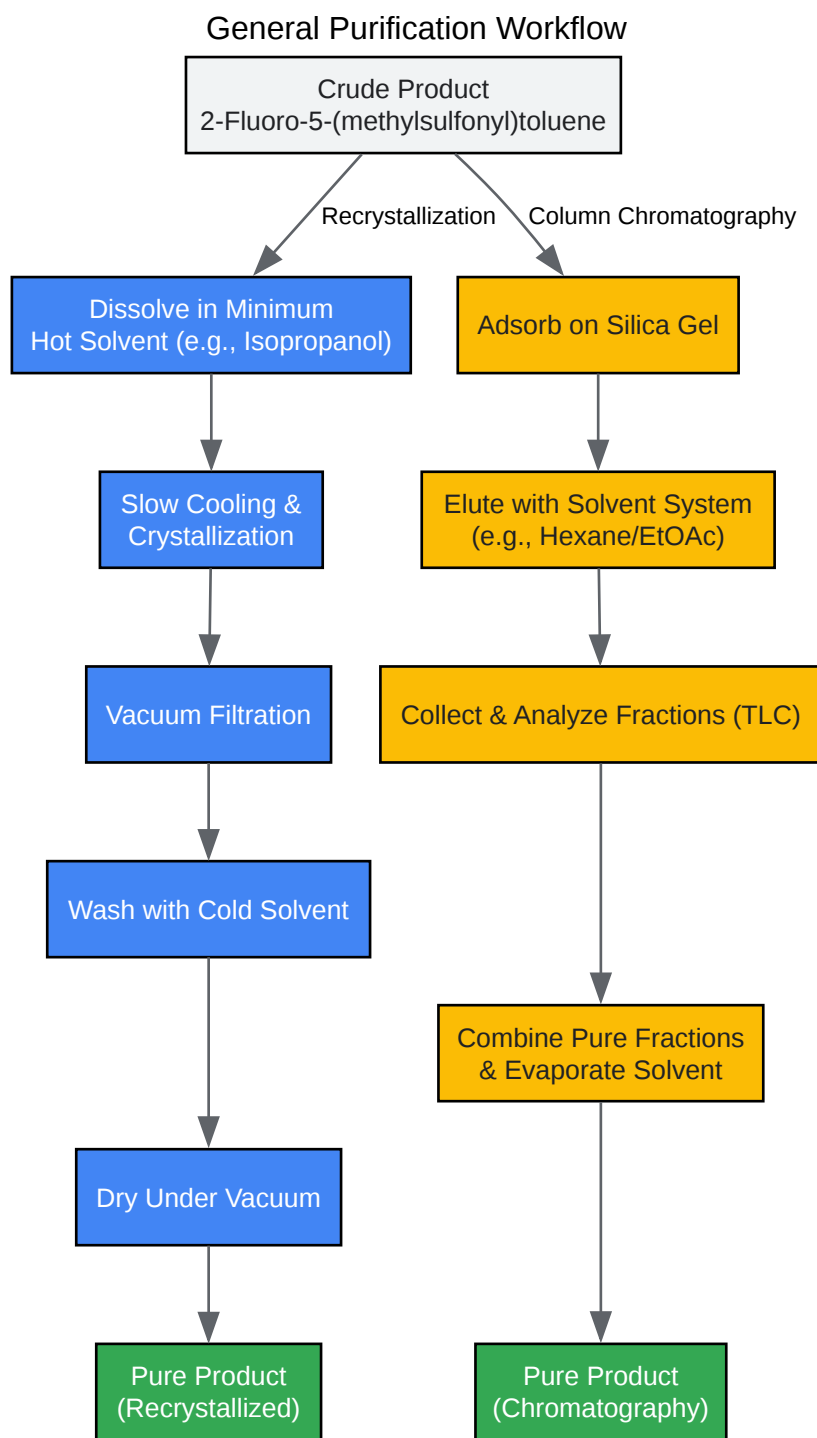 General Purification Workflow
Crude Product
2-Fluoro-5-(methylsulfonyl)toluene
Recrystallization
Column Chromatography
Dissolve in Minimum
Hot Solvent (e.g., Isopropanol)
Adsorb on Silica Gel
Slow Cooling &
Crystallization
Elute with Solvent System
(e.g., Hexane/EtOAc)
Vacuum Filtration
Collect & Analyze Fractions (TLC)
Wash with Cold Solvent
Combine Pure Fractions
& Evaporate Solvent
Dry Under Vacuum
Pure Product
(Recrystallized)
Pure Product
(Chromatography)